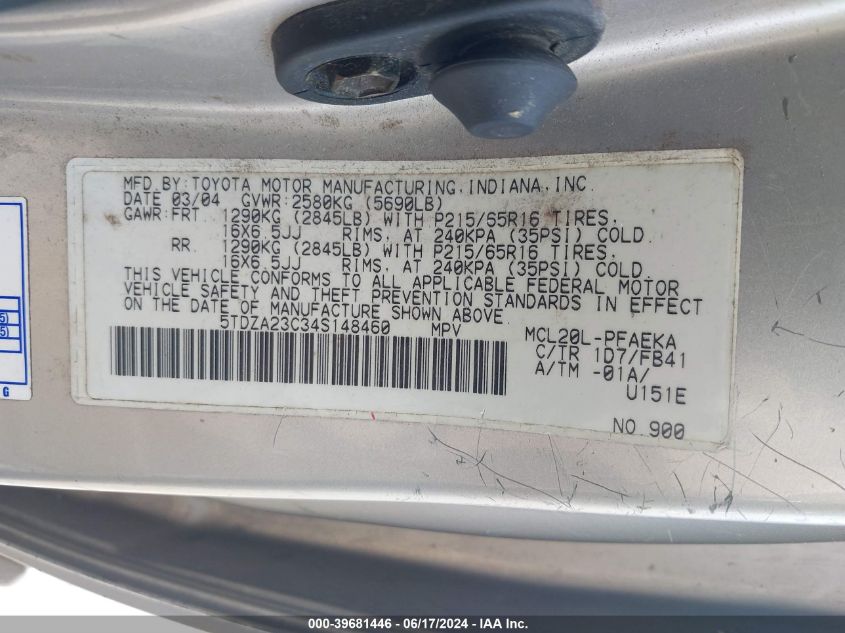 MFD.BY:TOYOTA MOTOR MANUFACTURING,INDIANA,INC.
DATE 03/04 GVWR:2580KG (5690LB)
GAWR:FRT. 1290KG (2845LB) WITH P215/65R16 TIRES,
16X6.5JJ RIMS, AT 240KPA (35PSI) COLD.
RR. 1290KG (2845LB) WITH P215/65R16 TIRES,
16X6.5JJ RIMS, AT 240KPA (35PSI) COLD.
THIS VEHICLE CONFORMS TO ALL APPLICABLE FEDERAL MOTOR
VEHICLE SAFETY AND THEFT PREVENTION STANDARDS IN EFFECT
ON THE DATE OF MANUFACTURE SHOWN ABOVE.
5TDZA23C34S148460 MPV
MCL20L-PFAEKA
C/TR 1D7/FB41
A/TM -01A/
U151E
NO.900
5)
5)
G
000-39681446 - 06/17/2024 - IAAI.COM